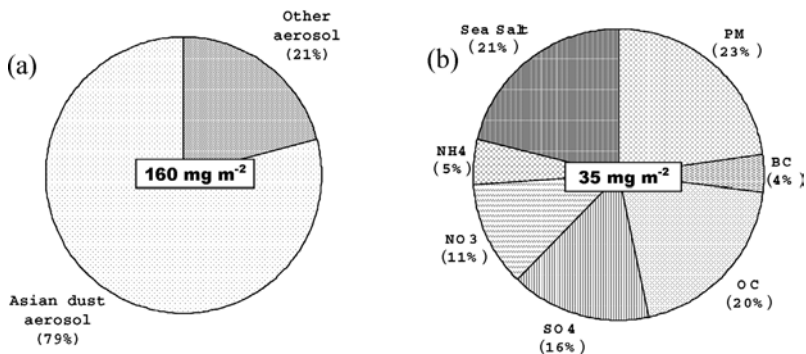 (a)
Other
aerosol
(21%)
160 mg m⁻²
Asian dust
aerosol
(79%)
(b)
Sea Salt
(21%)
PM
(23%)
NH4
(5%)
35 mg m⁻²
BC
(4%)
NO3
(11%)
OC
(20%)
SO4
(16%)